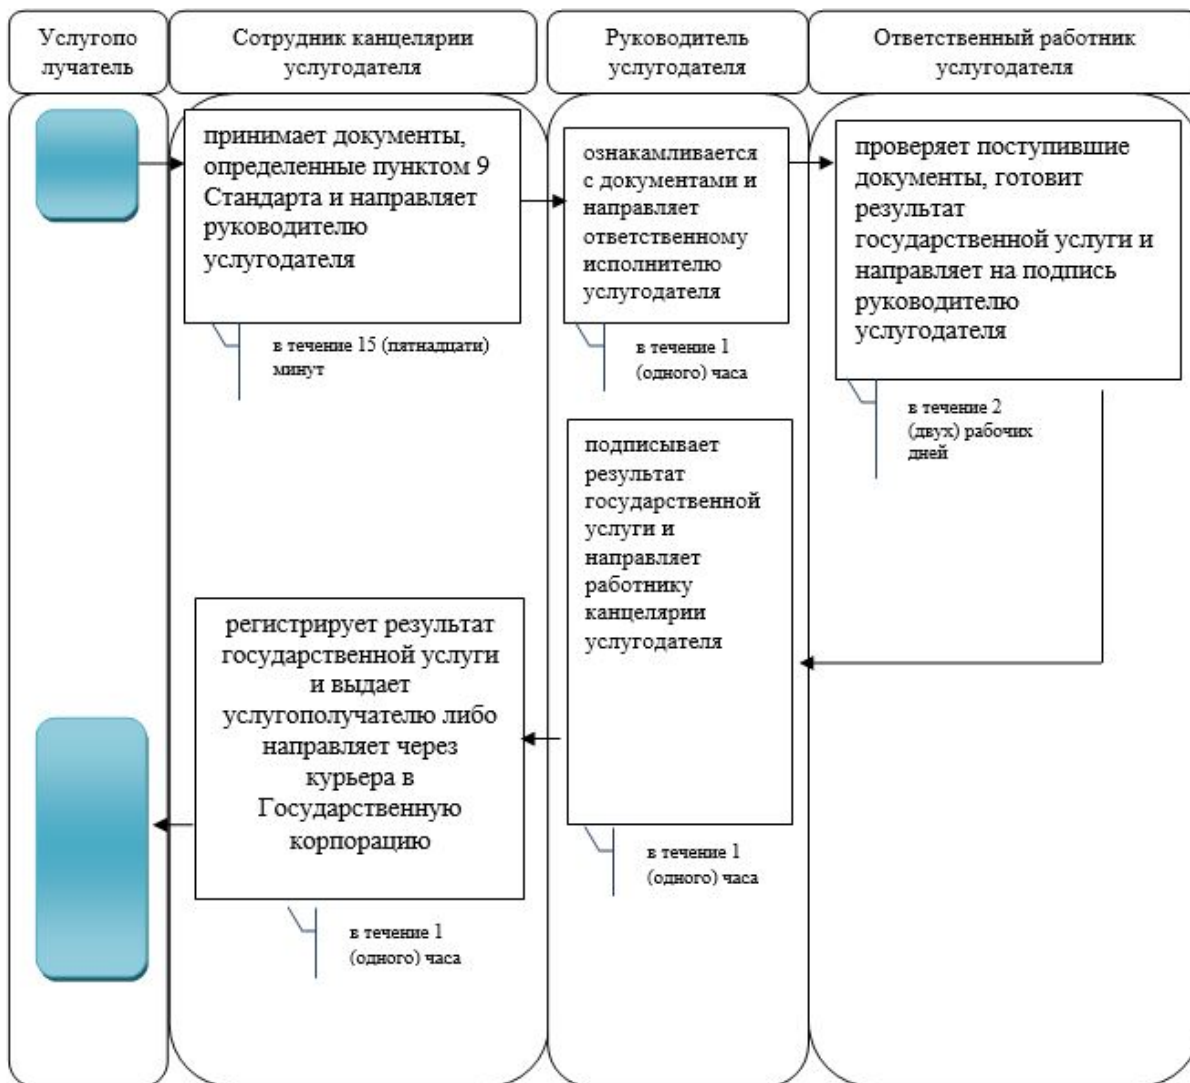 Услугопо
лучатель
Сотрудник канцелярии
услугодателя
Руководитель
услугодателя
Ответственный работник
услугодателя
принимает документы,
определенные пунктом 9
Стандарта и направляет
руководителю
услугодателя
в течение 15 (пятнадцати)
минут
ознакамливается
с документами и
направляет
ответственному
исполнителю
услугодателя
в течение 1
(одного) часа
проверяет поступившие
документы, готовит
результат
государственной услуги и
направляет на подпись
руководителю
услугодателя
в течение 2
(двух) рабочих
дней
подписывает
результат
государственной
услуги и
направляет
работнику
канцелярии
услугодателя
в течение 1
(одного) часа
регистрирует результат
государственной услуги
и выдает
услугополучателю либо
направляет через
курьера в
Государственную
корпорацию
в течение 1
(одного) часа